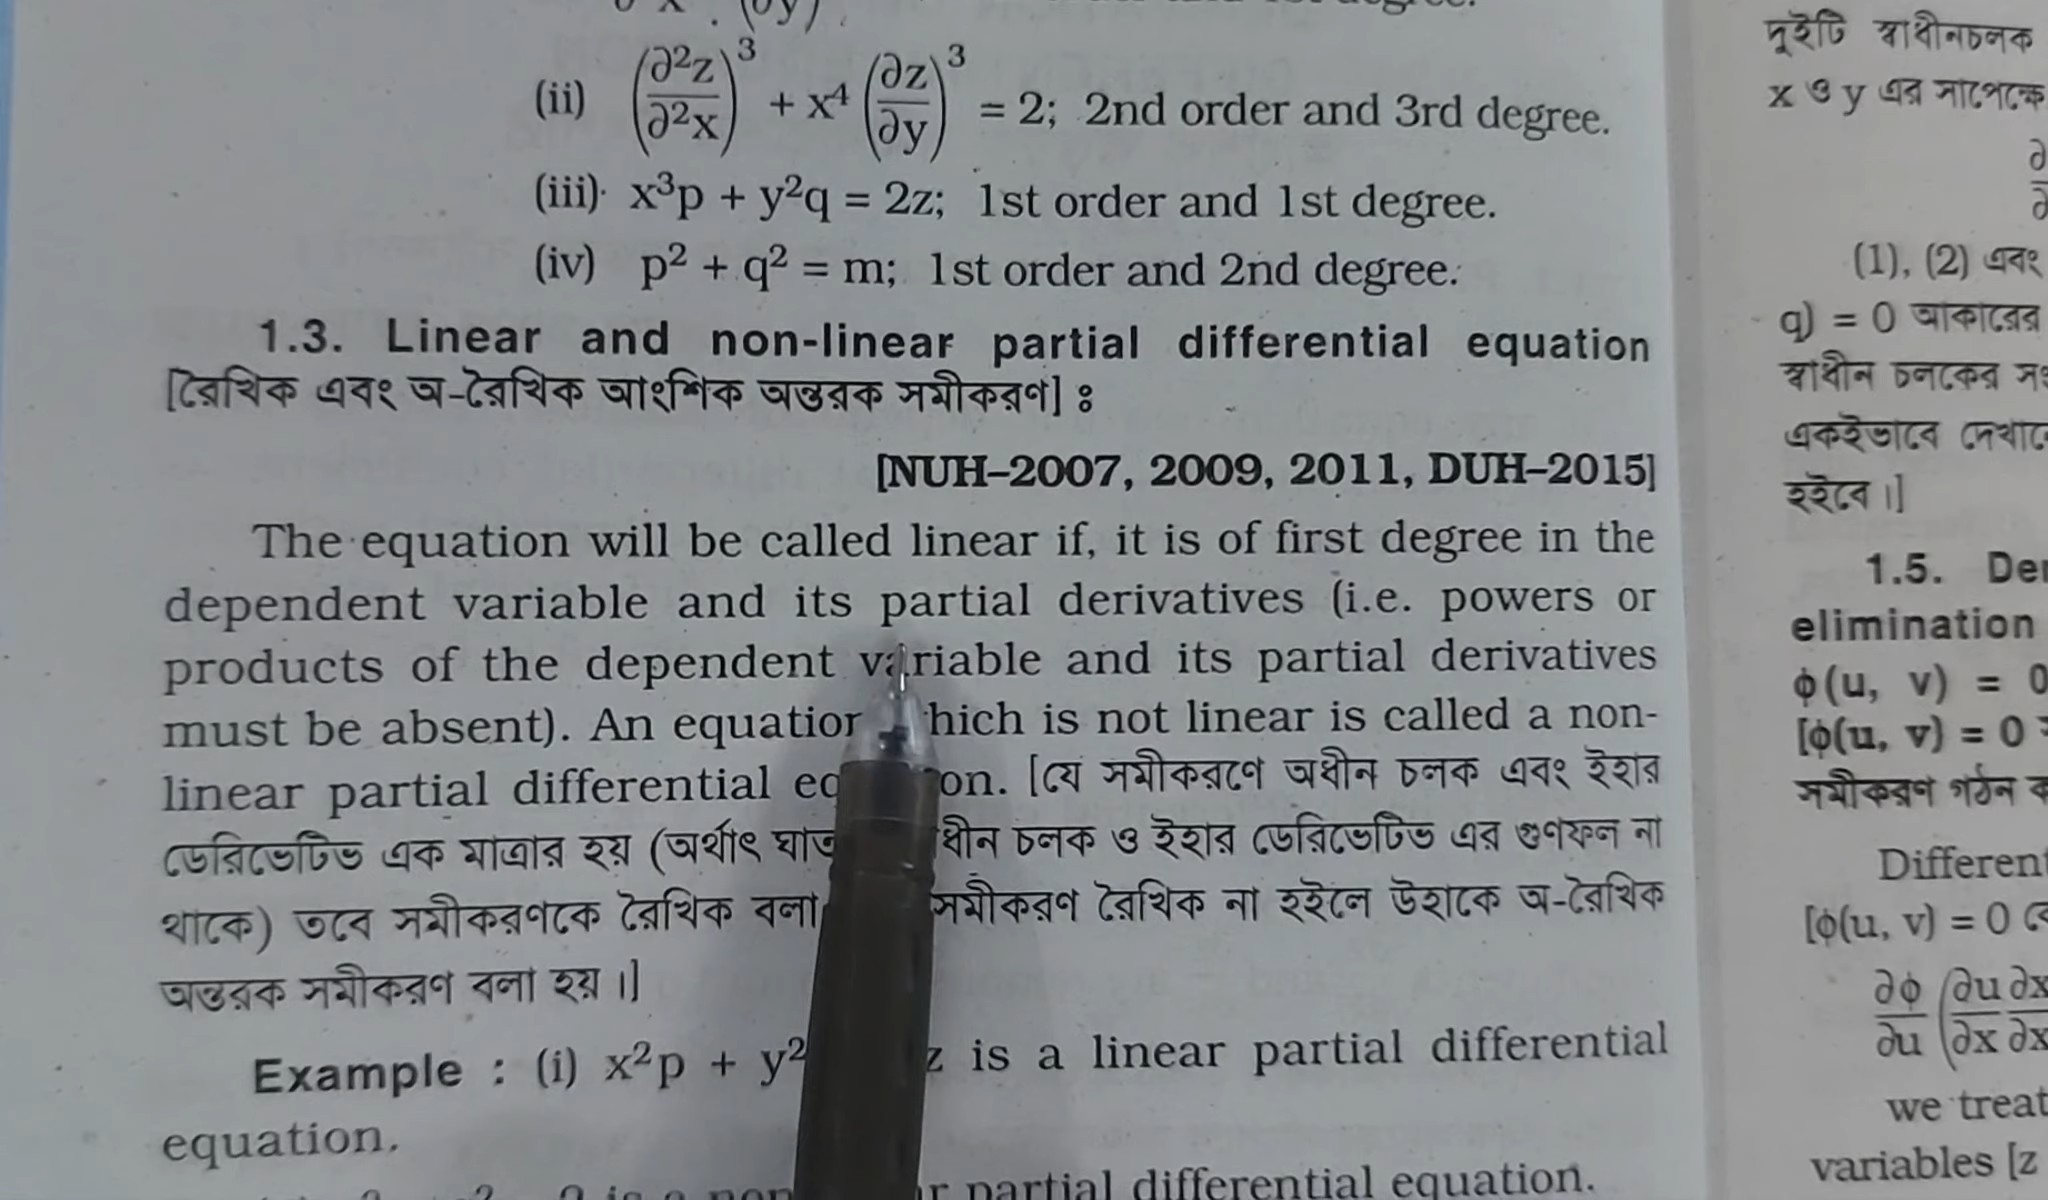 (ii) (∂²z/∂²x)³ + x⁴ (∂z/∂y)³ = 2; 2nd order and 3rd degree.
(iii) x³p + y²q = 2z; 1st order and 1st degree.
(iv) p² + q² = m; 1st order and 2nd degree.
1.3. Linear and non-linear partial differential equation
[রৈখিক এবং অ-রৈখিক আংশিক অন্তরক সমীকরণ] ঃ
[NUH–2007, 2009, 2011, DUH–2015]
The equation will be called linear if, it is of first degree in the
dependent variable and its partial derivatives (i.e. powers or
products of the dependent variable and its partial derivatives
must be absent). An equation which is not linear is called a non-
linear partial differential on. [যে সমীকরণে অধীন চলক এবং ইহার
ডেরিভেটিভ এক মাত্রার হয় (অর্থাৎ চলক ও ইহার ডেরিভেটিভ এর গুণফল না
থাকে) তবে সমীকরণকে রৈখিক বলা সমীকরণ রৈখিক না হইলে উহাকে অ-রৈখিক
অন্তরক সমীকরণ বলা হয় ।]
Example : (i) x²p + y² z is a linear partial differential
equation.
partial differential equation.
দুইটি স্বাধীনচলক
x ও y এর সাপেক্ষে
(1), (2) এবং
q) = 0 আকারের
স্বাধীন চলকের
একইভাবে
হইবে ।]
1.5.
elimination
ϕ(u, v) = 0
[ϕ(u, v) = 0
সমীকরণ গঠন
[ϕ(u, v) = 0
∂ϕ/∂u (∂u/∂x
we treat
variables [z